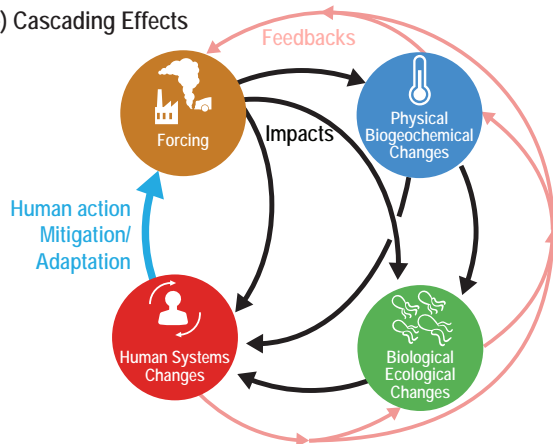 ) Cascading Effects
Feedbacks
Forcing
Physical
Biogeochemical
Changes
Impacts
Human action
Mitigation/
Adaptation
Human Systems
Changes
Biological
Ecological
Changes